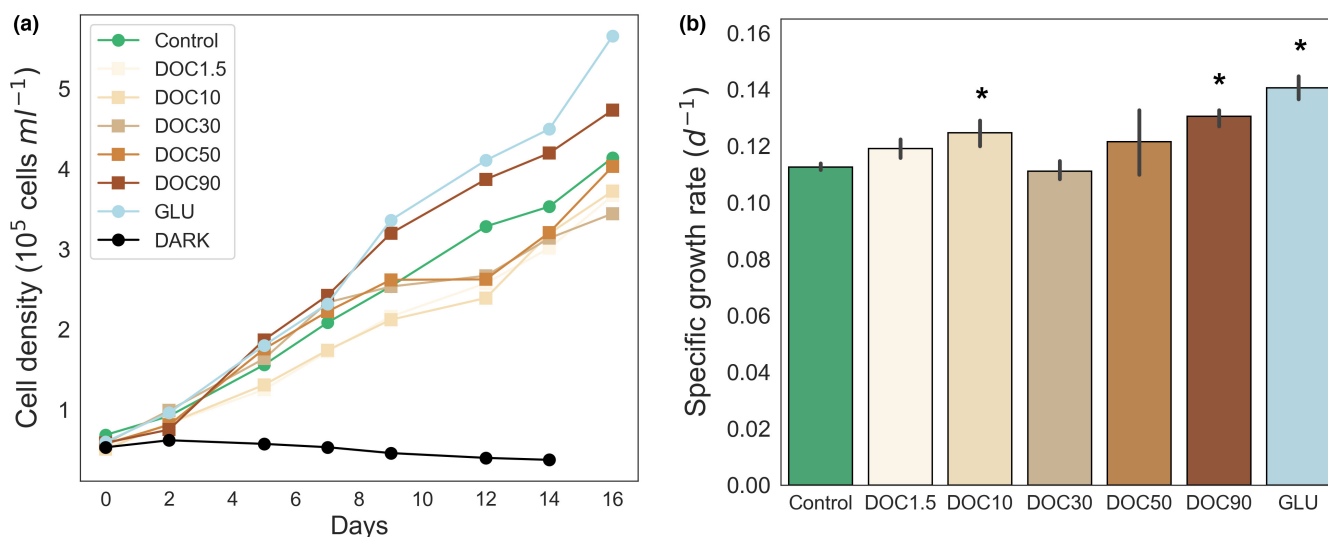 (a)
Cell density (10⁵ cells ml⁻¹)
5
4
3
2
1
Control
DOC1.5
DOC10
DOC30
DOC50
DOC90
GLU
DARK
0 2 4 6 8 10 12 14 16
Days
(b)
Specific growth rate (d⁻¹)
0.16
0.14
0.12
0.10
0.08
0.06
0.04
0.02
0.00
* * *
Control DOC1.5 DOC10 DOC30 DOC50 DOC90 GLU